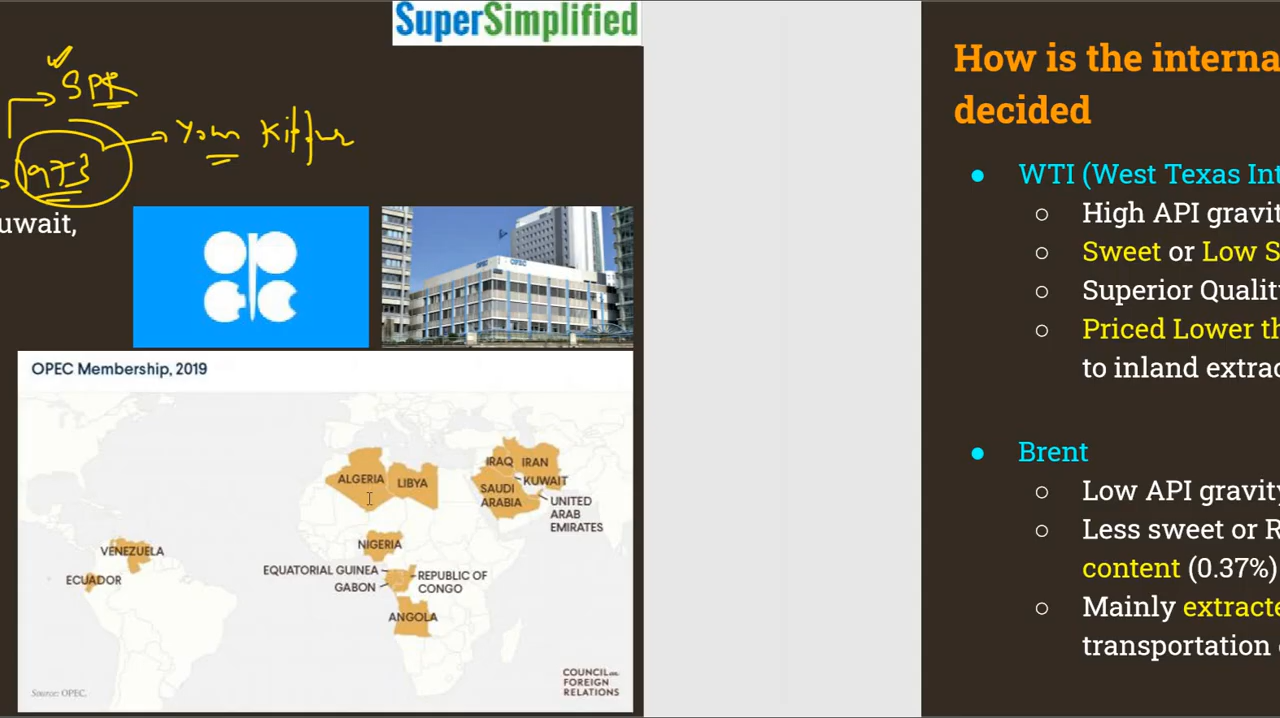 SuperSimplified
SPR
1973
Yom Kippur
uwait,
OPEC
OPEC Membership, 2019
ALGERIA
LIBYA
IRAQ
IRAN
KUWAIT
SAUDI
ARABIA
UNITED
ARAB
EMIRATES
NIGERIA
VENEZUELA
ECUADOR
EQUATORIAL GUINEA
GABON
REPUBLIC OF
CONGO
ANGOLA
COUNCIL on
FOREIGN
RELATIONS
Source: OPEC.
How is the interna
decided
WTI (West Texas Int
High API gravit
Sweet or Low S
Superior Quality
Priced Lower th
to inland extrac
Brent
Low API gravity
Less sweet or R
content (0.37%)
Mainly extracte
transportation